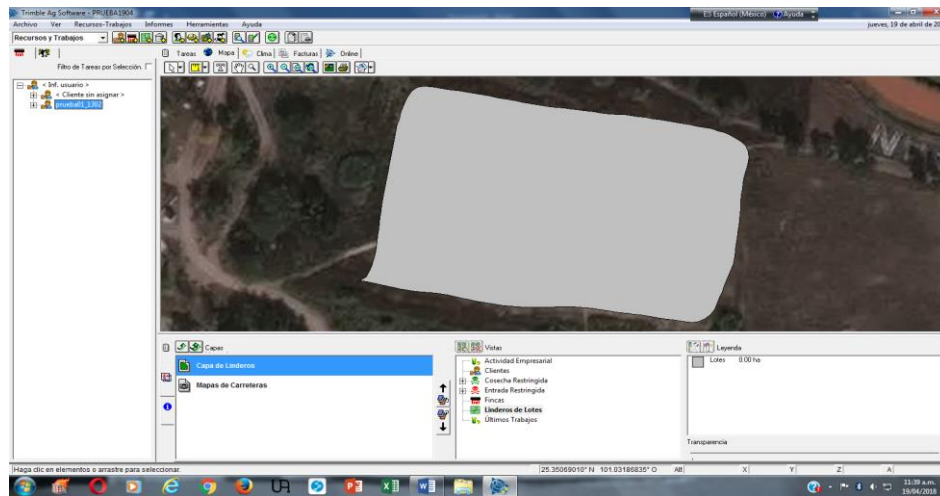 Trimble Ag Software - PRUEBA1904
ES Español (México) Ayuda
Archivo Ver Recursos-Trabajos Informes Herramientas Ayuda
jueves, 19 de abril de 20
Recursos y Trabajos
Tareas Mapa Clima Facturas Online
Filtro de Tareas por Selección.
< Inf. usuario >
< Cliente sin asignar >
prueba01_1302
Capas
Capa de Linderos
Mapas de Carreteras
Vistas
Actividad Empresarial
Clientes
Cosecha Restringida
Entrada Restringida
Fincas
Linderos de Lotes
Últimos Trabajos
Leyenda
Lotes 0.00 ha
Transparencia
Haga clic en elementos o arrastre para seleccionar.
25.35069010° N 101.03186835° O Alt X Y Z A
11:39 a.m.
19/04/2018